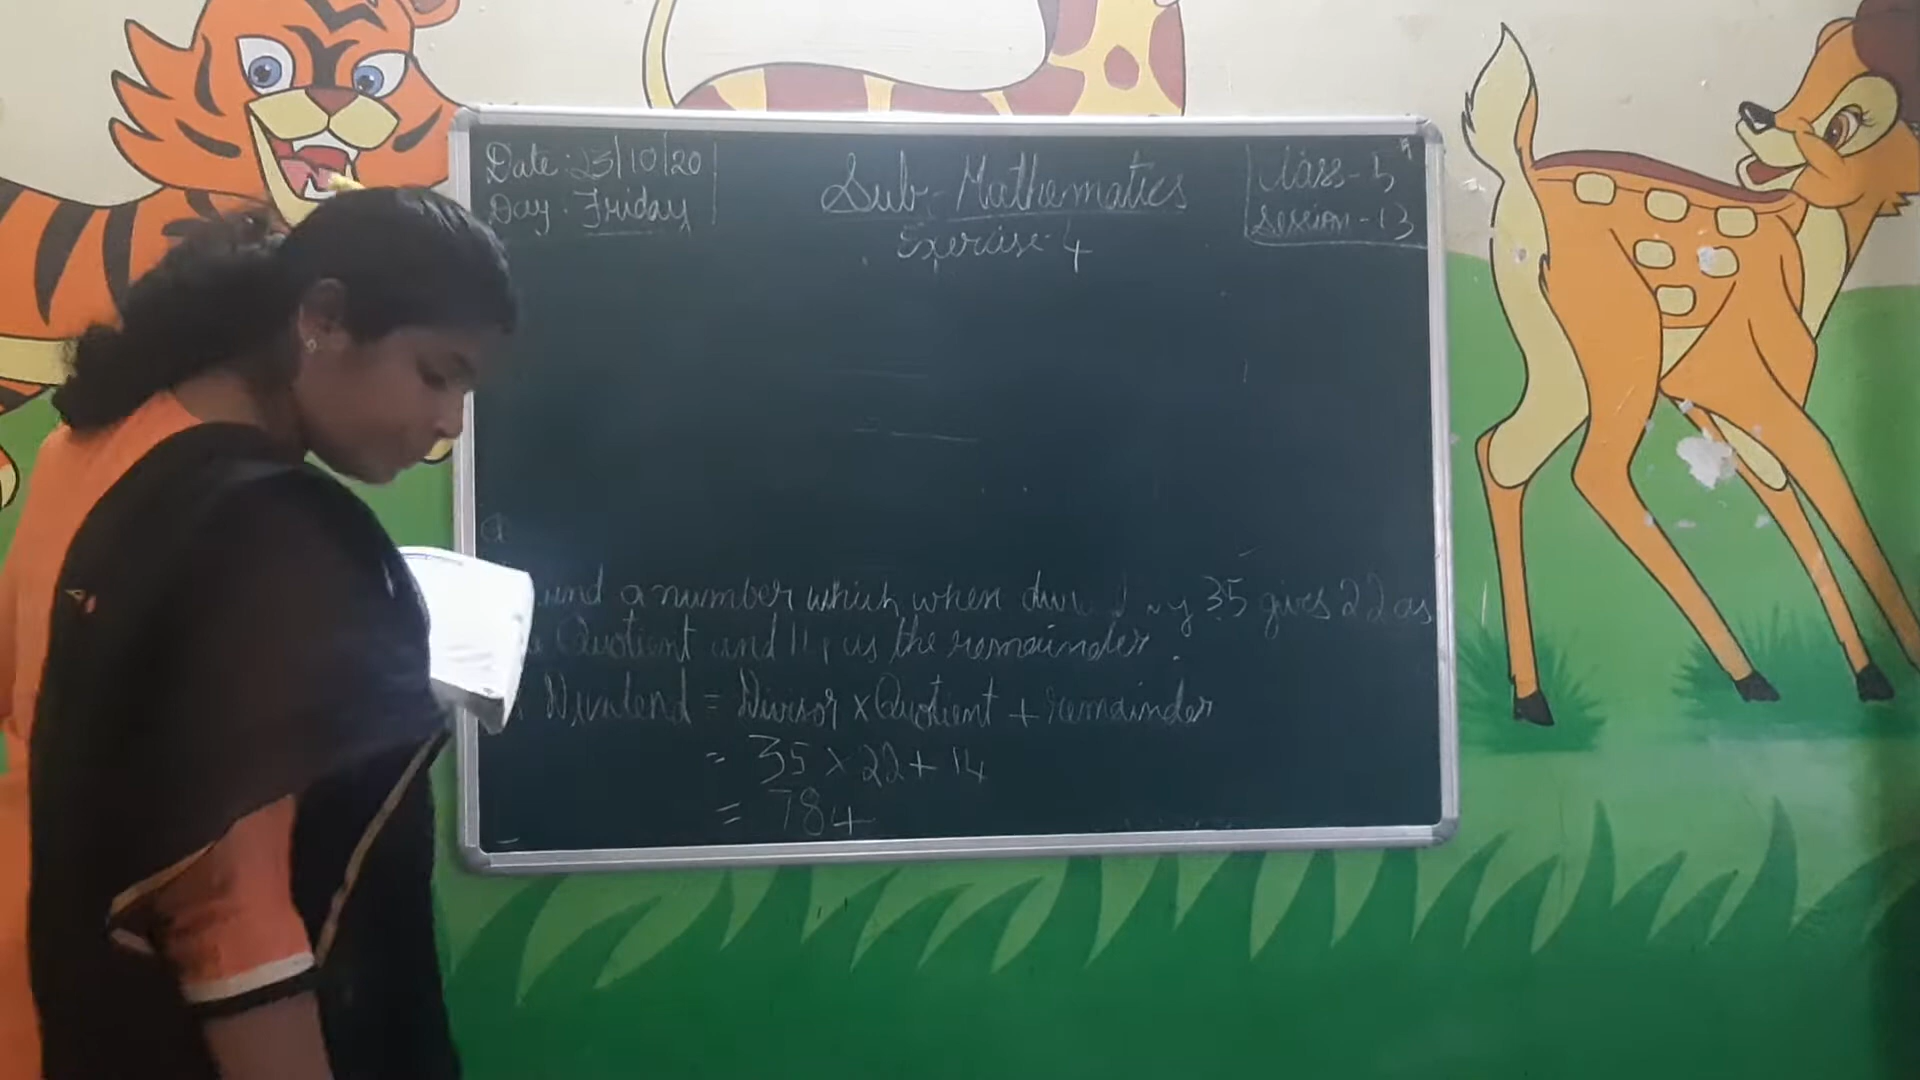 Date: 23/10/20
Day: Friday
Sub-Mathematics
Exercise-4
Class-5
Session-13
a number which when by 35 gives 22 as
Quotient and 14 as the remainder.
Dividend = Divisor × Quotient + remainder
= 35 × 22 + 14
= 784